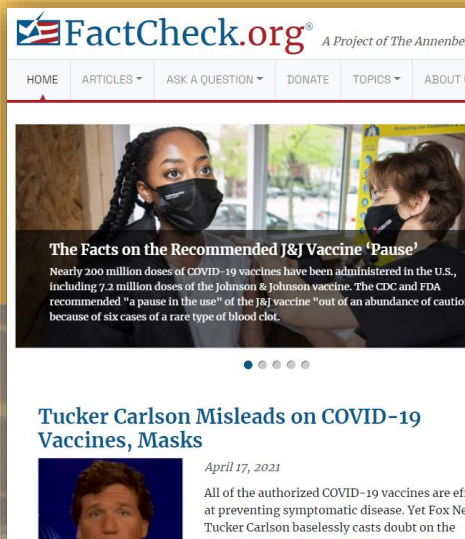 FactCheck.org®
A Project of The
HOME ARTICLES ASK A QUESTION DONATE TOPICS ABOUT
The Facts on the Recommended J&J Vaccine ‘Pause’
Nearly 200 million doses of COVID-19 vaccines have been administered in the U.S.,
including 7.2 million doses of the Johnson & Johnson vaccine. The CDC and FDA
recommended "a pause in the use" of the J&J vaccine "out of an abundance of
because of six cases of a rare type of blood clot.
Tucker Carlson Misleads on COVID-19
Vaccines, Masks
April 17, 2021
All of the authorized COVID-19 vaccines are
at preventing symptomatic disease. Yet Fox
Tucker Carlson baselessly casts doubt on the